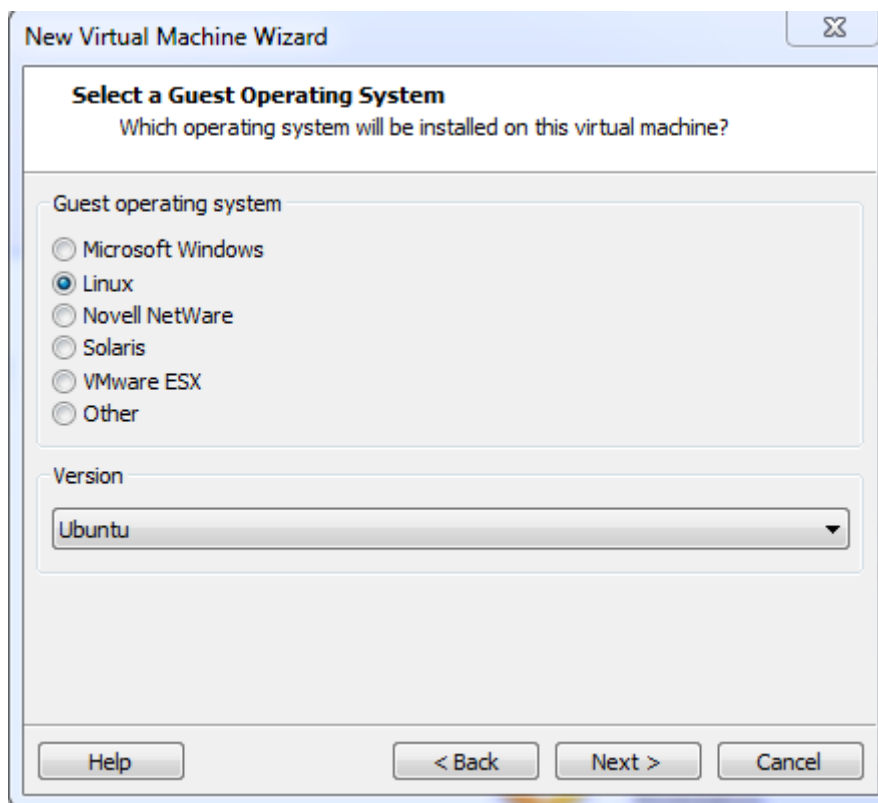 New Virtual Machine Wizard
Select a Guest Operating System
Which operating system will be installed on this virtual machine?
Guest operating system
Microsoft Windows
Linux
Novell NetWare
Solaris
VMware ESX
Other
Version
Ubuntu
Help < Back Next > Cancel